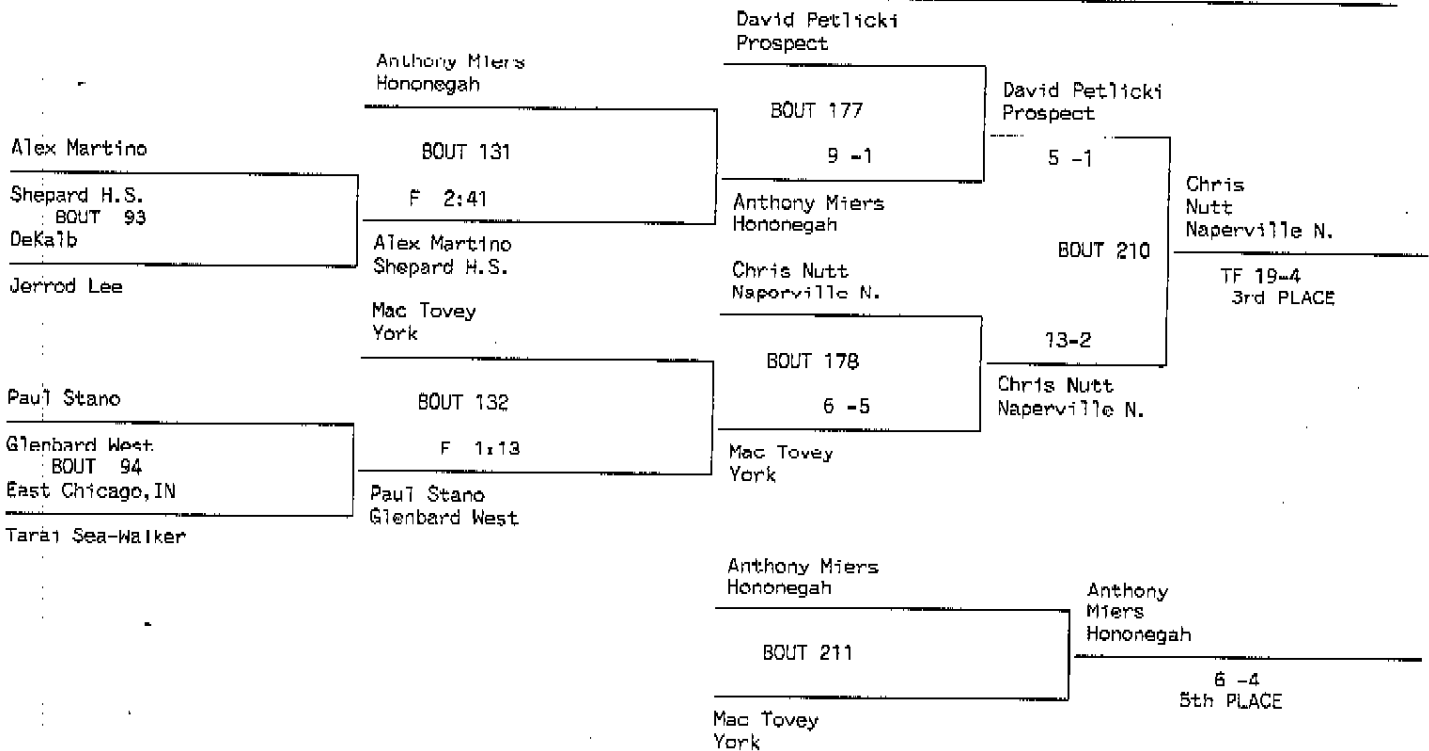 Alex Martino
Shepard H.S.
BOUT 93
DeKalb
Jerrod Lee
Paul Stano
Glenbard West
BOUT 94
East Chicago,IN
Tarai Sea-Walker
Anthony Miers
Hononegah
BOUT 131
F 2:41
Alex Martino
Shepard H.S.
Mac Tovey
York
BOUT 132
F 1:13
Paul Stano
Glenbard West
David Petlicki
Prospect
BOUT 177
9 -1
Anthony Miers
Hononegah
Chris Nutt
Naperville N.
BOUT 178
6 -5
Mac Tovey
York
David Petlicki
Prospect
5 -1
BOUT 210
13-2
Chris Nutt
Naperville N.
Chris
Nutt
Naperville N.
TF 19-4
3rd PLACE
Anthony Miers
Hononegah
BOUT 211
Mac Tovey
York
Anthony
Miers
Hononegah
6 -4
5th PLACE